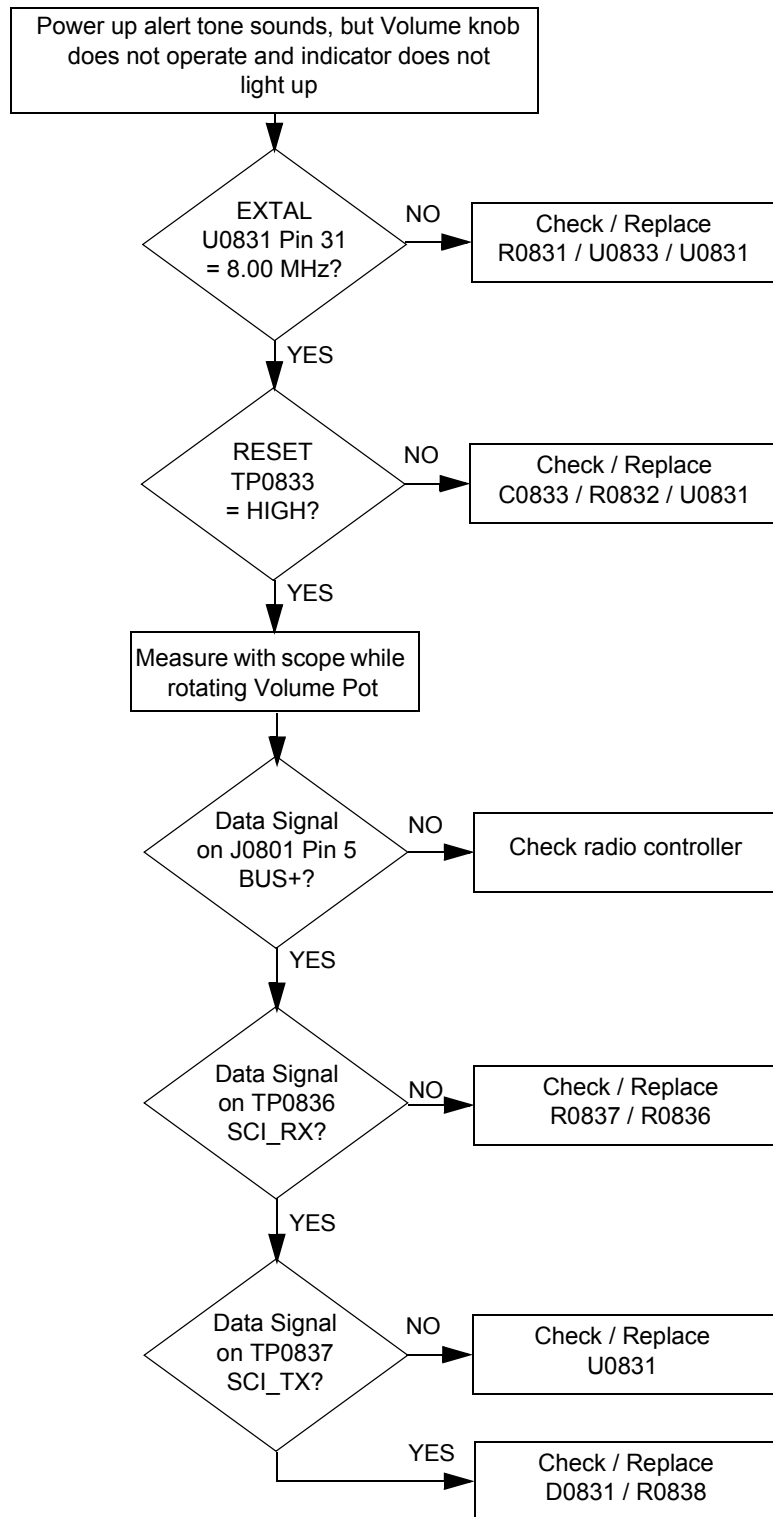 Power up alert tone sounds, but Volume knob
does not operate and indicator does not
light up
EXTAL
U0831 Pin 31
= 8.00 MHz?
NO
Check / Replace
R0831 / U0833 / U0831
YES
RESET
TP0833
= HIGH?
NO
Check / Replace
C0833 / R0832 / U0831
YES
Measure with scope while
rotating Volume Pot
Data Signal
on J0801 Pin 5
BUS+?
NO
Check radio controller
YES
Data Signal
on TP0836
SCI_RX?
NO
Check / Replace
R0837 / R0836
YES
Data Signal
on TP0837
SCI_TX?
NO
Check / Replace
U0831
YES
Check / Replace
D0831 / R0838